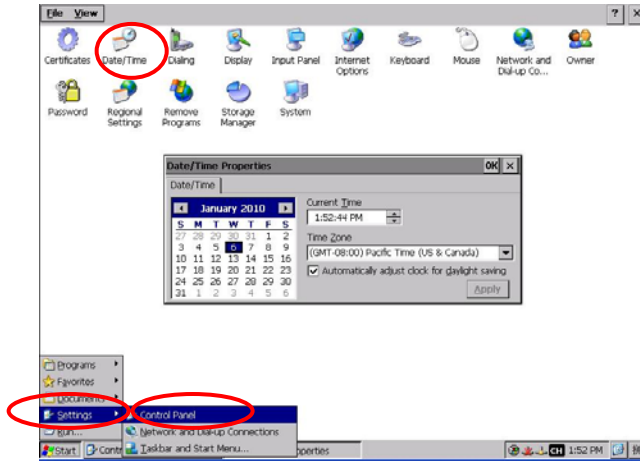 File View ? ×
Certificates Date/Time Dialing Display Input Panel Internet Options Keyboard Mouse Network and Dial-up Co... Owner
Password Regional Settings Remove Programs Storage Manager System
Date/Time Properties OK ×
Date/Time
January 2010
S M T W T F S
27 28 29 30 31 1 2
3 4 5 6 7 8 9
10 11 12 13 14 15 16
17 18 19 20 21 22 23
24 25 26 27 28 29 30
31 1 2 3 4 5 6
Current Time
1:52:44 PM
Time Zone
(GMT-08:00) Pacific Time (US & Canada)
Automatically adjust clock for daylight saving
Apply
Programs
Favorites
Documents
Settings
Run...
Control Panel
Network and Dial-up Connections
Taskbar and Start Menu...
Start Contr operties CH 1:52 PM